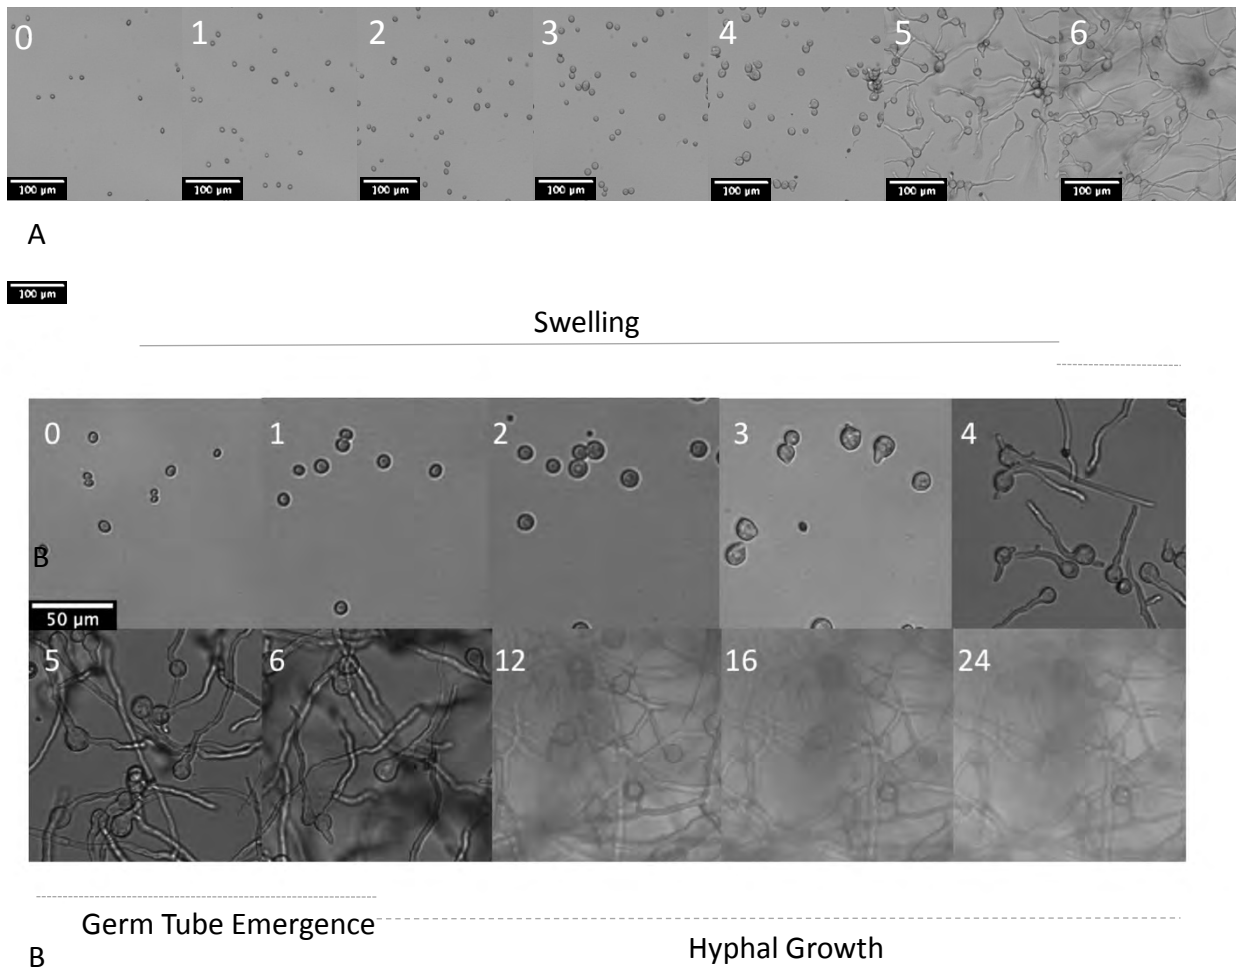 0 1 2 3 4 5 6
100 µm 100 µm 100 µm 100 µm 100 µm 100 µm 100 µm
A
100 µm
Swelling
0 1 2 3 4
B
50 µm
5 6 12 16 24
Germ Tube Emergence
Hyphal Growth
B